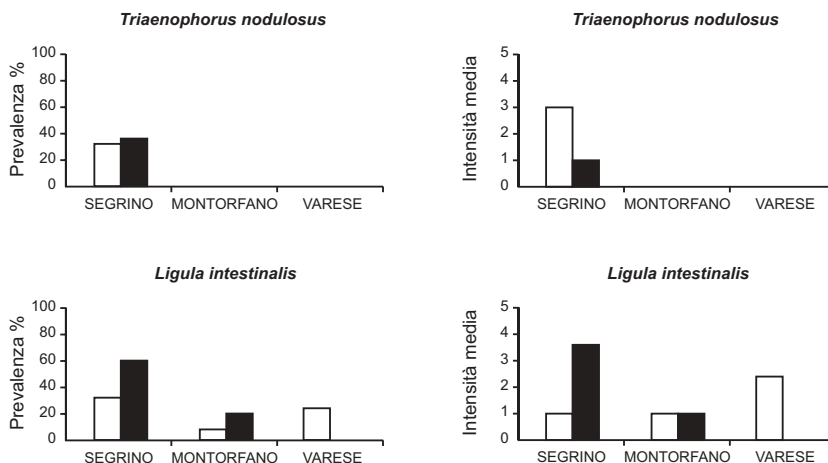 Triaenophorus nodulosus
Prevalenza %
100
80
60
40
20
0
SEGRINO MONTORFANO VARESE
Triaenophorus nodulosus
Intensità media
5
4
3
2
1
0
SEGRINO MONTORFANO VARESE
Ligula intestinalis
Prevalenza %
100
80
60
40
20
0
SEGRINO MONTORFANO VARESE
Ligula intestinalis
Intensità media
5
4
3
2
1
0
SEGRINO MONTORFANO VARESE